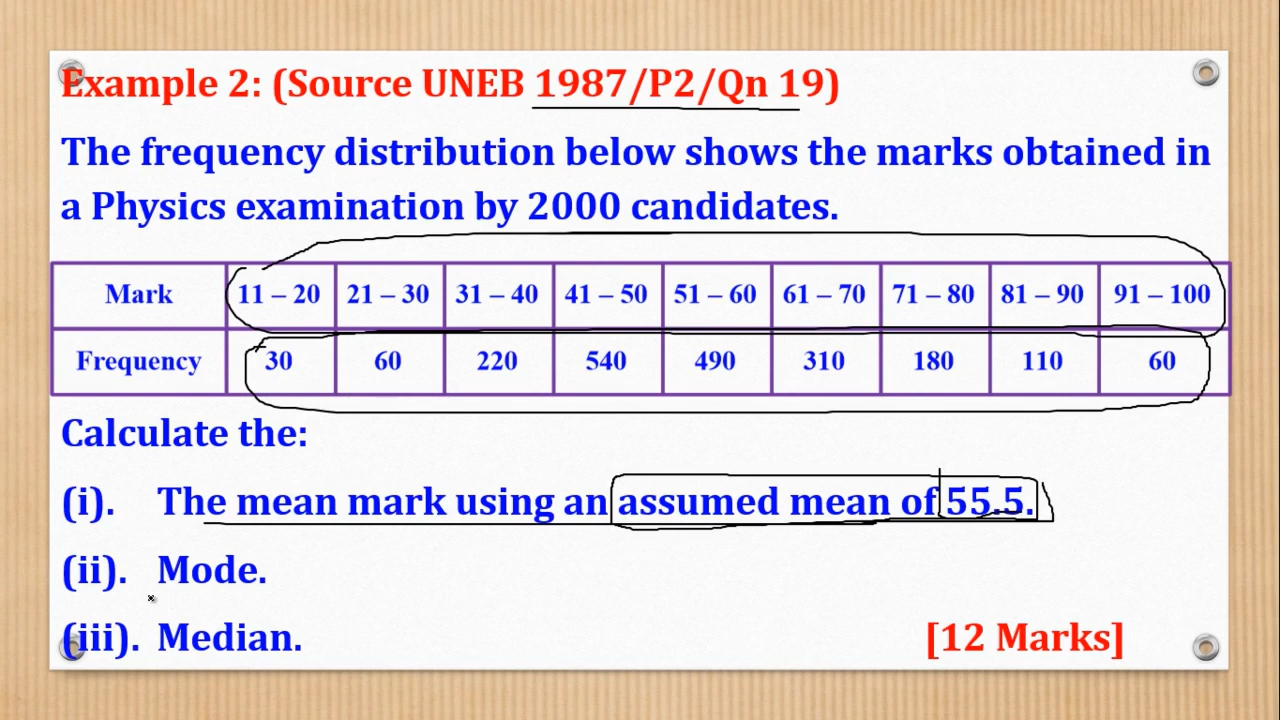 Example 2: (Source UNEB 1987/P2/Qn 19)
The frequency distribution below shows the marks obtained in
a Physics examination by 2000 candidates.
Mark 11 – 20 21 – 30 31 – 40 41 – 50 51 – 60 61 – 70 71 – 80 81 – 90 91 – 100
Frequency 30 60 220 540 490 310 180 110 60
Calculate the:
(i). The mean mark using an assumed mean of 55.5.
(ii). Mode.
(iii). Median. [12 Marks]